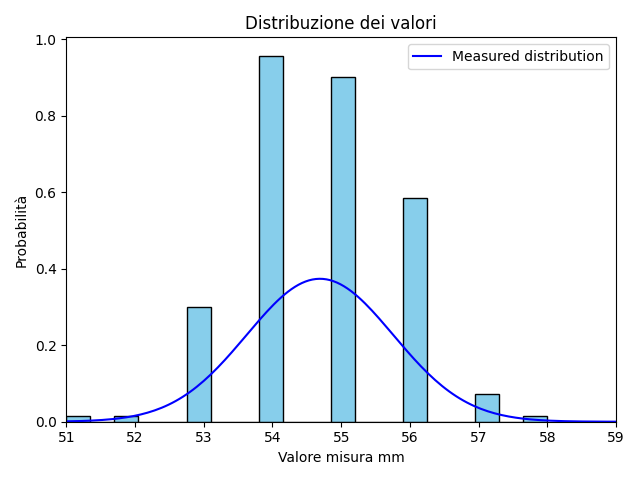 Distribuzione dei valori
Measured distribution
1.0
0.8
0.6
0.4
0.2
0.0
Probabilità
51 52 53 54 55 56 57 58 59
Valore misura mm